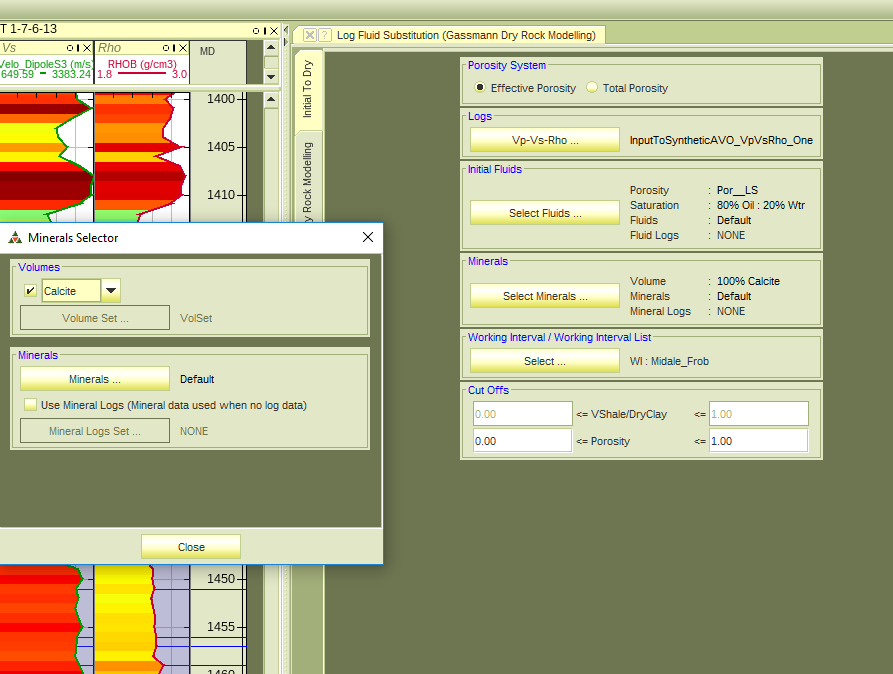 T 1-7-6-13
Vs
Rho
MD
Velo_DipoleS3 (m/s)
649.59
3383.24
RHOB (g/cm3)
1.8
3.0
1400
1405
1410
Minerals Selector
Volumes
Calcite
Volume Set ...
VolSet
Minerals
Minerals ...
Default
Use Mineral Logs (Mineral data used when no log data)
Mineral Logs Set ...
NONE
Close
1450
1455
1460
Log Fluid Substitution (Gassmann Dry Rock Modelling)
Initial To Dry
y Rock Modelling
Porosity System
Effective Porosity
Total Porosity
Logs
Vp-Vs-Rho ...
InputToSyntheticAVO_VpVsRho_One
Initial Fluids
Select Fluids ...
Porosity : Por__LS
Saturation : 80% Oil : 20% Wtr
Fluids : Default
Fluid Logs : NONE
Minerals
Select Minerals ...
Volume : 100% Calcite
Minerals : Default
Mineral Logs : NONE
Working Interval / Working Interval List
Select ...
WI : Midale_Frob
Cut Offs
0.00 <= VShale/DryClay <= 1.00
0.00 <= Porosity <= 1.00